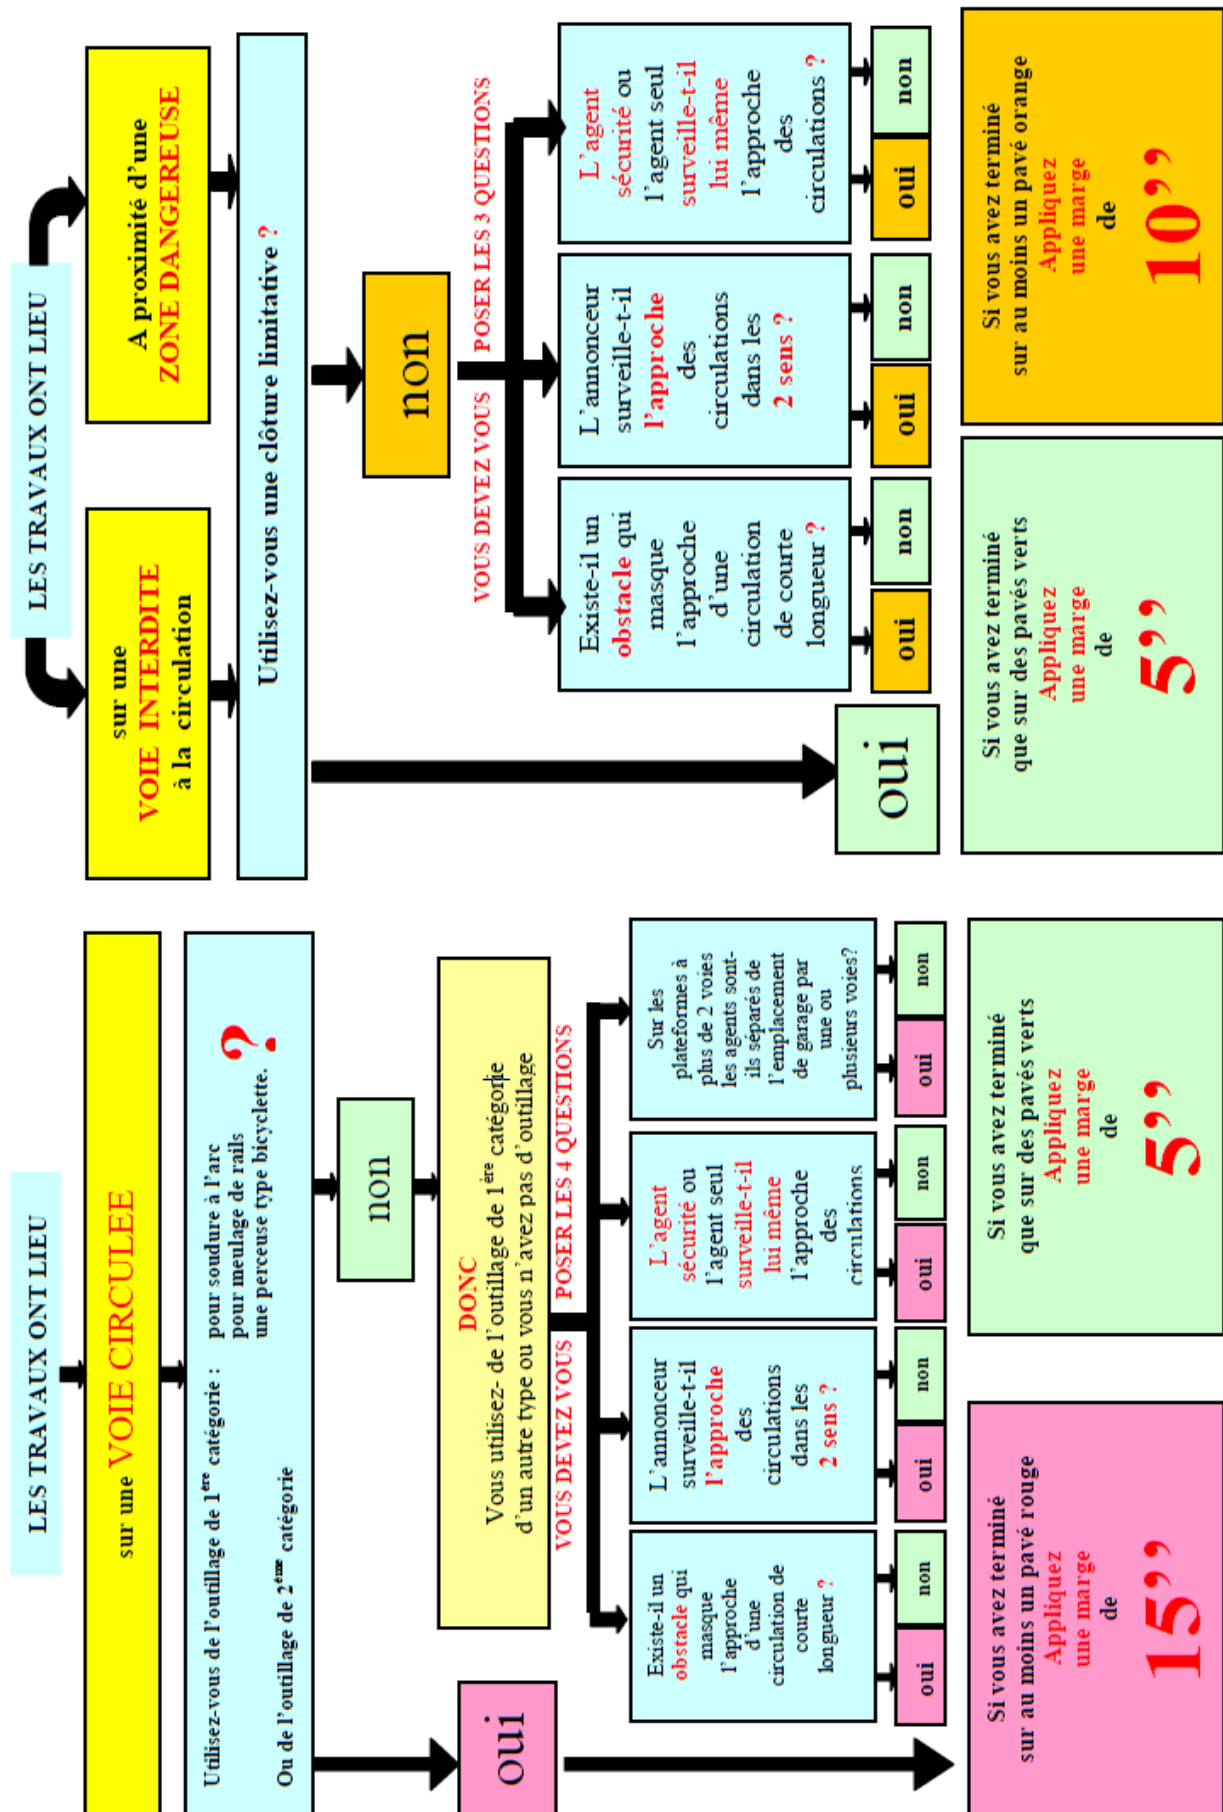 LES TRAVAUX ONT LIEU
sur une VOIE CIRCULEE
Utilisez-vous de l'outillage de 1ère catégorie :
pour soudure à l'arc
pour meulage de rails
une perceuse type bicyclette.
?
Ou de l'outillage de 2ème catégorie
oui
non
DONC
Vous utilisez- de l'outillage de 1ère catégorie
d'un autre type ou vous n'avez pas d'outillage
VOUS DEVEZ VOUS POSER LES 4 QUESTIONS
Existe-il un
obstacle qui
masque
l'approche
d'une
circulation de
courte
longueur ?
oui
non
L'annonceur
surveille-t-il
l'approche
des
circulations
dans les
2 sens ?
oui
non
L'agent
sécurité ou
l'agent seul
surveille-t-il
lui même
l'approche
des
circulations
oui
non
Sur les
plateformes à
plus de 2 voies
les agents sont-
ils séparés de
l'emplacement
de garage par
une ou
plusieurs voies?
oui
non
Si vous avez terminé
sur au moins un pavé rouge
Appliquez
une marge
de
15’’
Si vous avez terminé
que sur des pavés verts
Appliquez
une marge
de
5’’
LES TRAVAUX ONT LIEU
sur une
VOIE INTERDITE
à la circulation
A proximité d'une
ZONE DANGEREUSE
Utilisez-vous une clôture limitative ?
oui
non
VOUS DEVEZ VOUS POSER LES 3 QUESTIONS
Existe-il un
obstacle qui
masque
l'approche
d'une
circulation
de courte
longueur ?
oui
non
L'annonceur
surveille-t-il
l'approche
des
circulations
dans les
2 sens ?
oui
non
L'agent
sécurité ou
l'agent seul
surveille-t-il
lui même
l'approche
des
circulations ?
oui
non
Si vous avez terminé
que sur des pavés verts
Appliquez
une marge
de
5’’
Si vous avez terminé
sur au moins un pavé orange
Appliquez
une marge
de
10’’